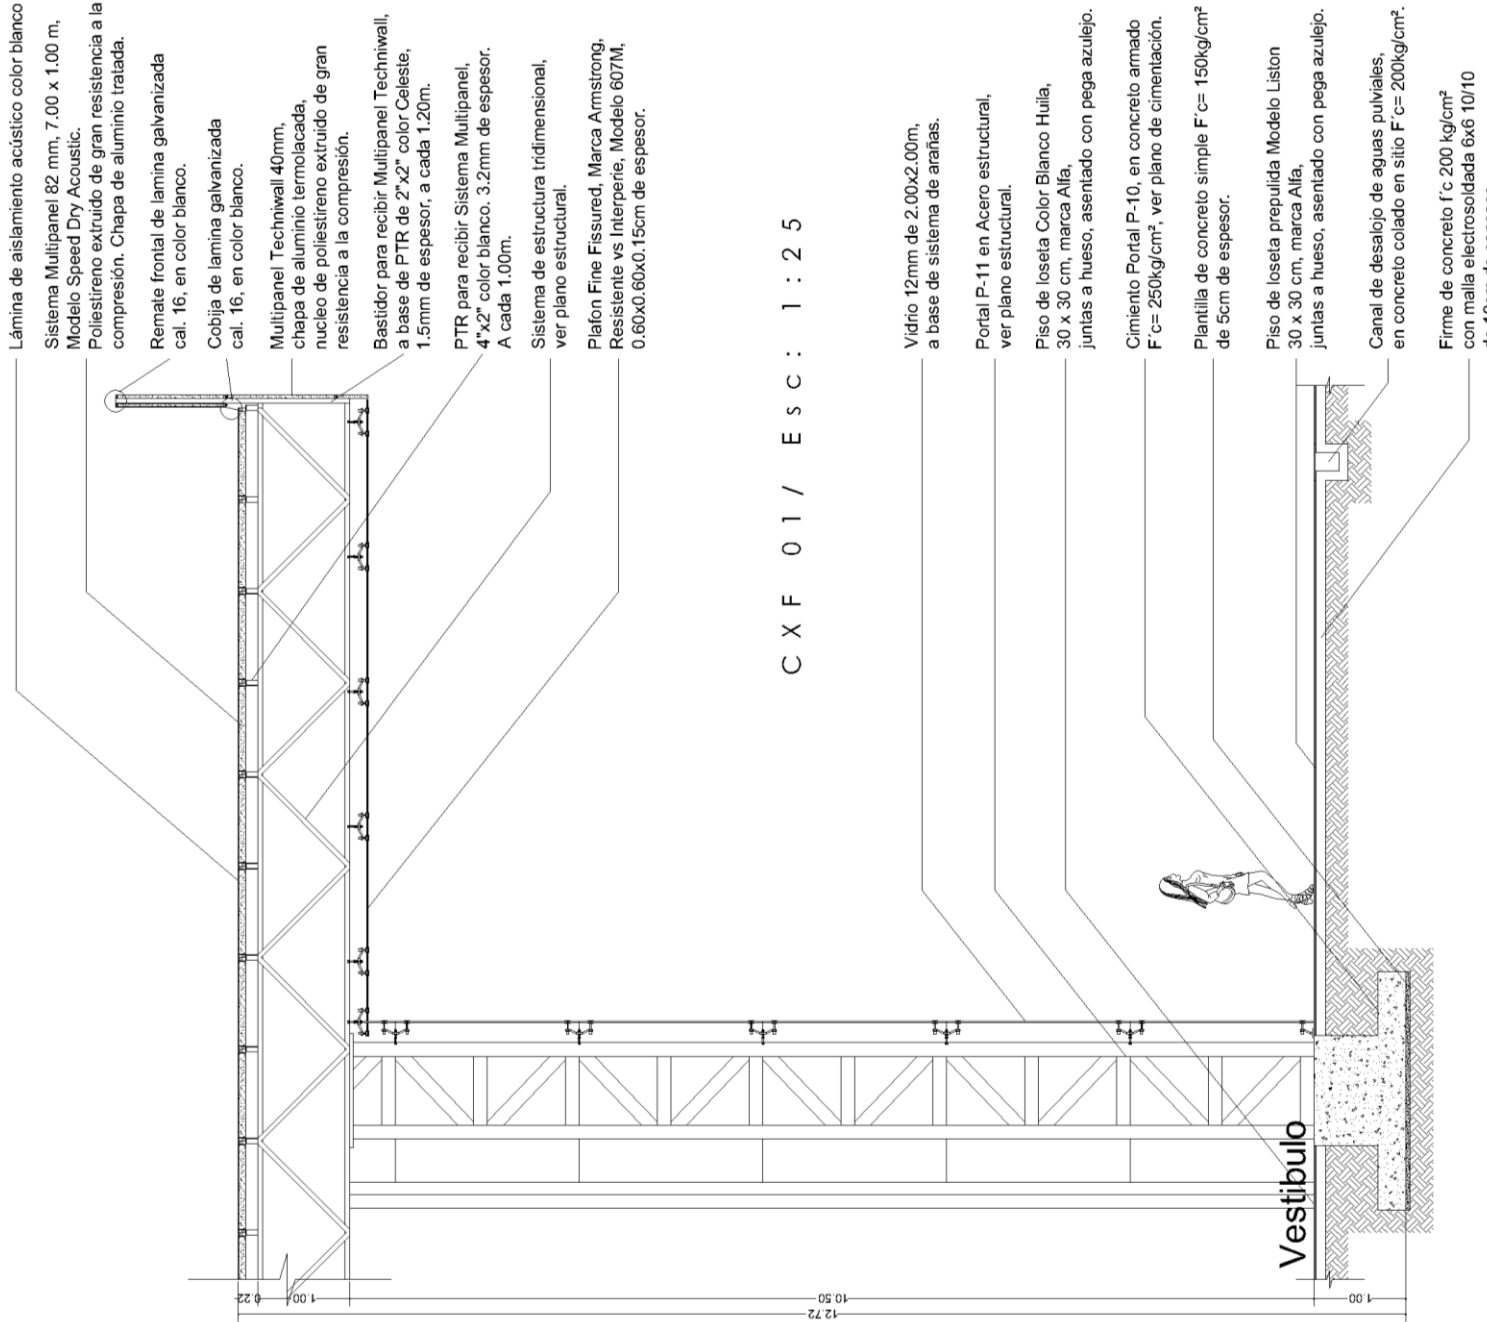 Lámina de aislamiento acústico color blanco
Sistema Multipanel 82 mm, 7.00 x 1.00 m,
Modelo Speed Dry Acoustic.
Poliestireno extruido de gran resistencia a la
compresión. Chapa de aluminio tratada.
Remate frontal de lamina galvanizada
cal. 16, en color blanco.
Cobija de lamina galvanizada
cal. 16, en color blanco.
Multipanel Techniwall 40mm,
chapa de aluminio termolacada,
nucleo de poliestireno extruido de gran
resistencia a la compresión.
Bastidor para recibir Multipanel Techniwall,
a base de PTR de 2"x2" color Celeste,
1.5mm de espesor, a cada 1.20m.
PTR para recibir Sistema Multipanel,
4"x2" color blanco. 3.2mm de espesor.
A cada 1.00m.
Sistema de estructura tridimensional,
ver plano estructural.
Plafon Fine Fissured, Marca Armstrong,
Resistente vs Interperie, Modelo 607M,
0.60x0.60x0.15cm de espesor.
CXF 01/ Esc: 1:25
Vidrio 12mm de 2.00x2.00m,
a base de sistema de arañas.
Portal P-11 en Acero estructural,
ver plano estructural.
Piso de loseta Color Blanco Huila,
30 x 30 cm, marca Alfa,
juntas a hueso, asentado con pega azulejo.
Cimiento Portal P-10, en concreto armado
F´c= 250kg/cm², ver plano de cimentación.
Plantilla de concreto simple F´c= 150kg/cm²
de 5cm de espesor.
Piso de loseta prepulida Modelo Liston
30 x 30 cm, marca Alfa,
juntas a hueso, asentado con pega azulejo.
Canal de desalojo de aguas pulviales,
en concreto colado en sitio F´c= 200kg/cm².
Firme de concreto f´c 200 kg/cm²
con malla electrosoldada 6x6 10/10
Vestibulo
0.22
1.00
10.50
1.00
12.72